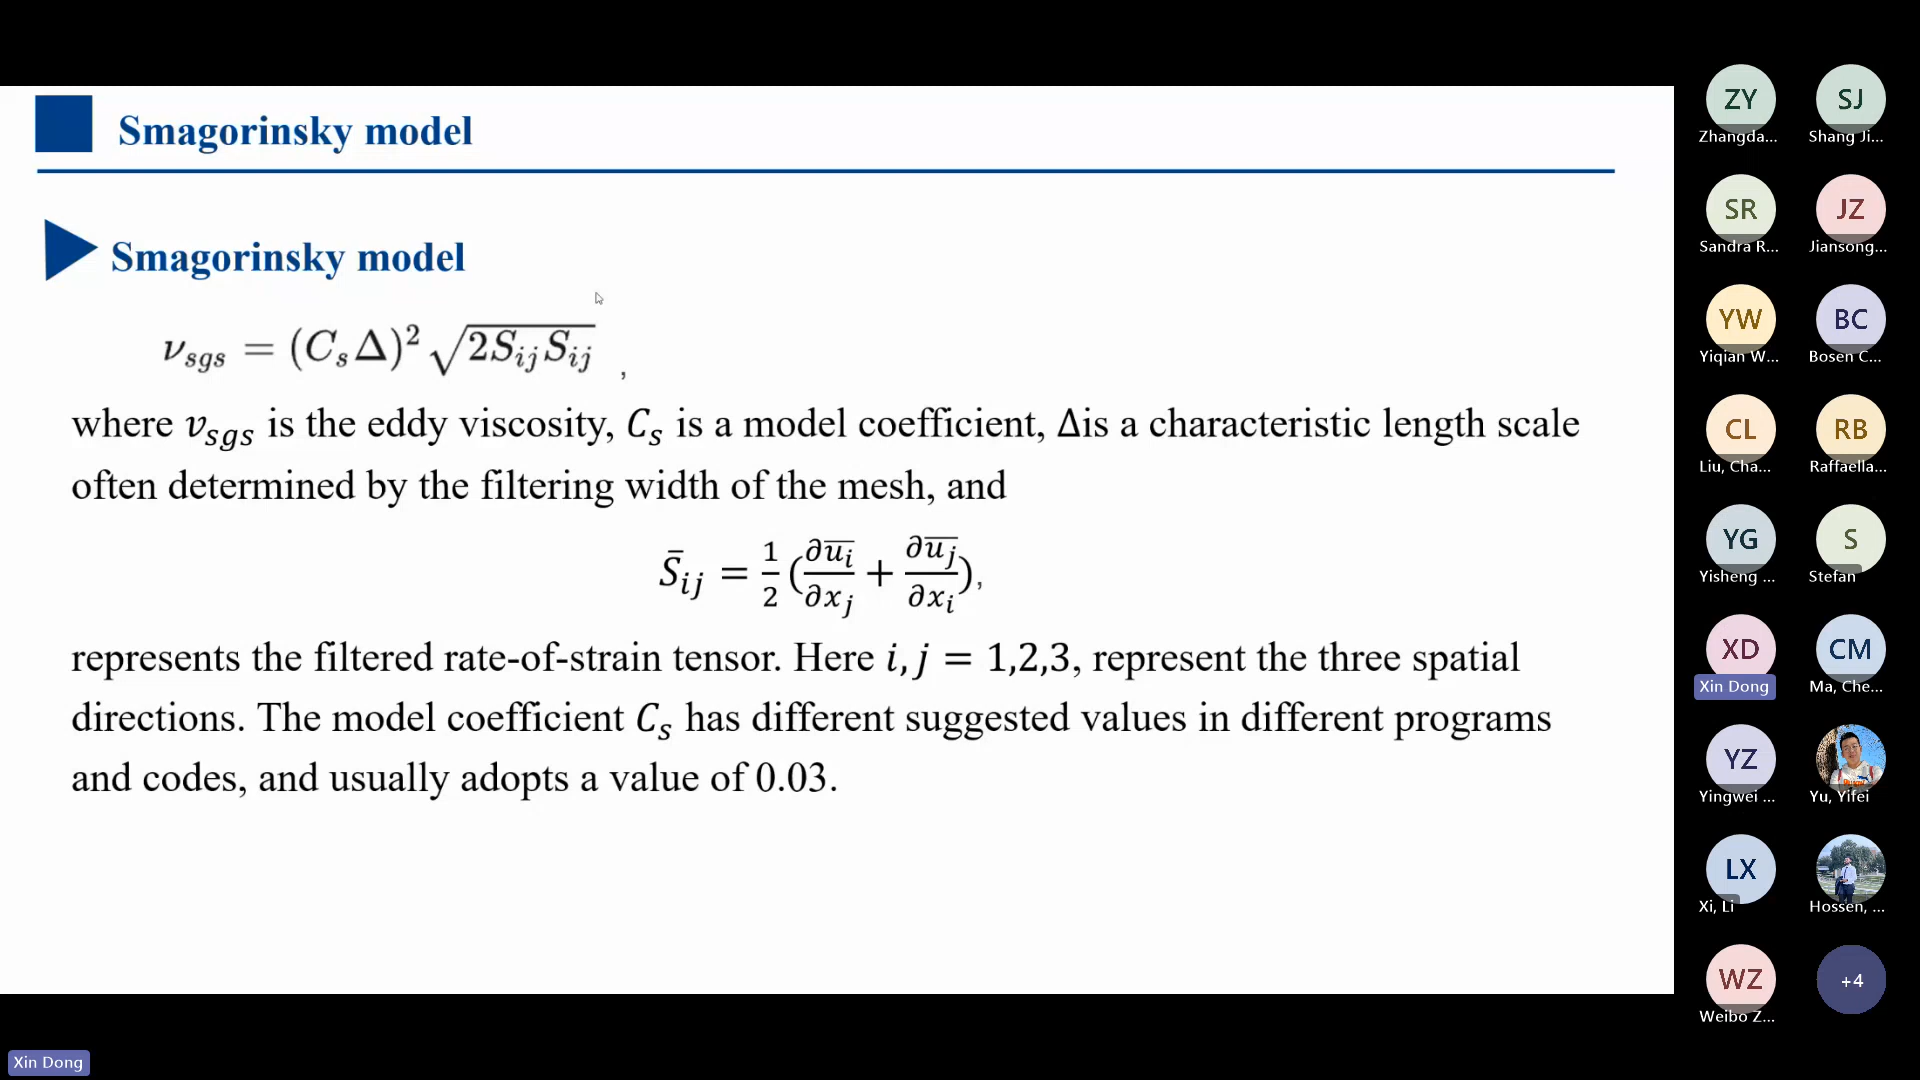 Smagorinsky model
Smagorinsky model
ν_sgs = (C_s Δ)² √(2S_ij S_ij) ,
where v_sgs is the eddy viscosity, C_s is a model coefficient, Δis a characteristic length scale
often determined by the filtering width of the mesh, and
S̄_ij = 1/2 (∂u̅_i/∂x_j + ∂u̅_j/∂x_i),
represents the filtered rate-of-strain tensor. Here i, j = 1,2,3, represent the three spatial
directions. The model coefficient C_s has different suggested values in different programs
and codes, and usually adopts a value of 0.03.
ZY
Zhangda...
SJ
Shang Ji...
SR
Sandra R...
JZ
Jiansong...
YW
Yiqian W...
BC
Bosen C...
CL
Liu, Cha...
RB
Raffaella...
YG
Yisheng ...
S
Stefan
XD
Xin Dong
CM
Ma, Che...
YZ
Yingwei ...
Yu, Yifei
LX
Xi, Li
Hossen, ...
WZ
Weibo Z...
+4
Xin Dong